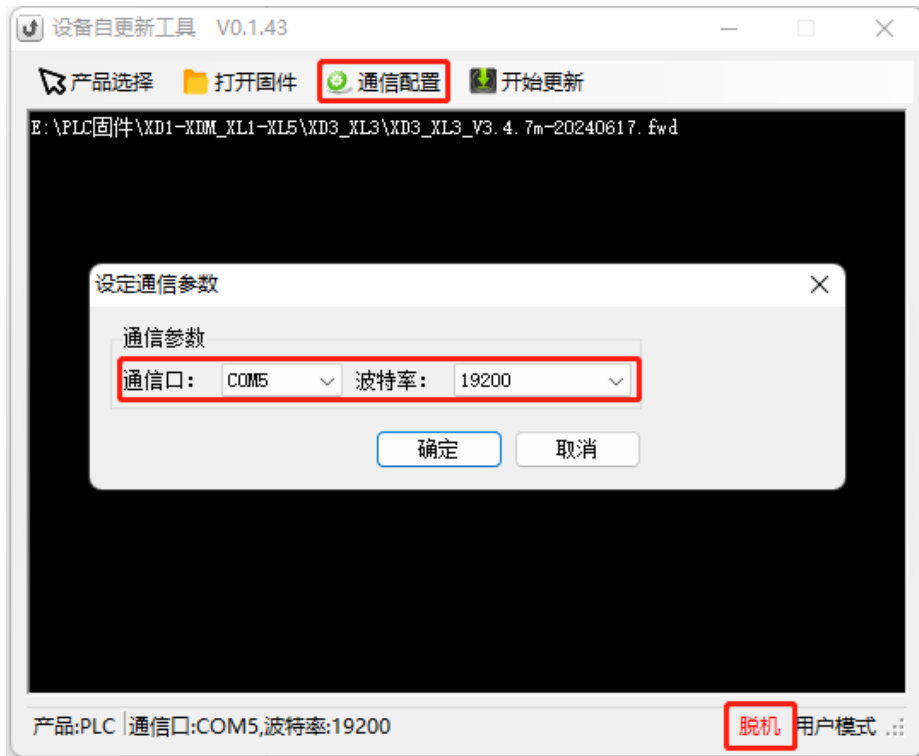 设备自更新工具 V0.1.43
产品选择 打开固件 通信配置 开始更新
E:\PLC固件\XD1-XDM_XL1-XL5\XD3_XL3\XD3_XL3_V3.4.7m-20240617.fwd
设定通信参数
通信参数
通信口: COM5 波特率: 19200
确定 取消
产品:PLC 通信口:COM5,波特率:19200 脱机 用户模式